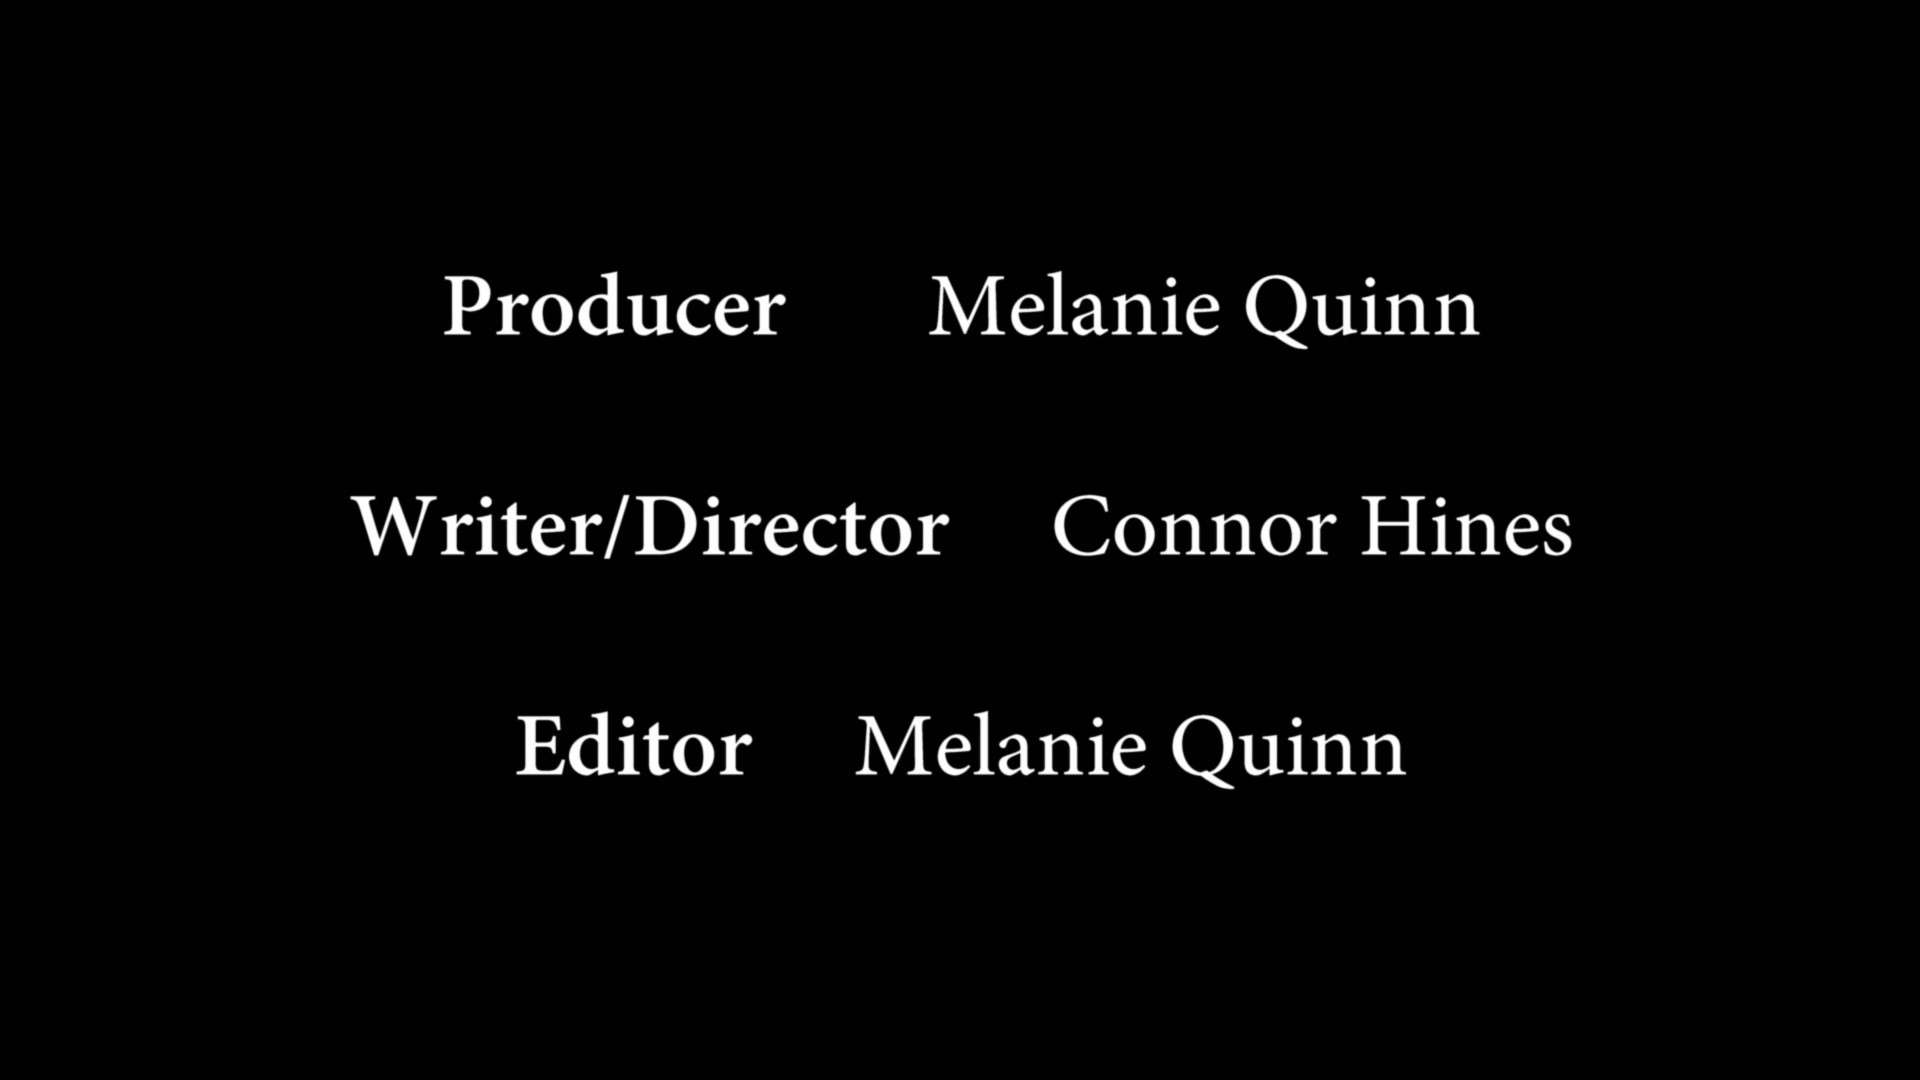 Producer Melanie Quinn
Writer/Director Connor Hines
Editor Melanie Quinn